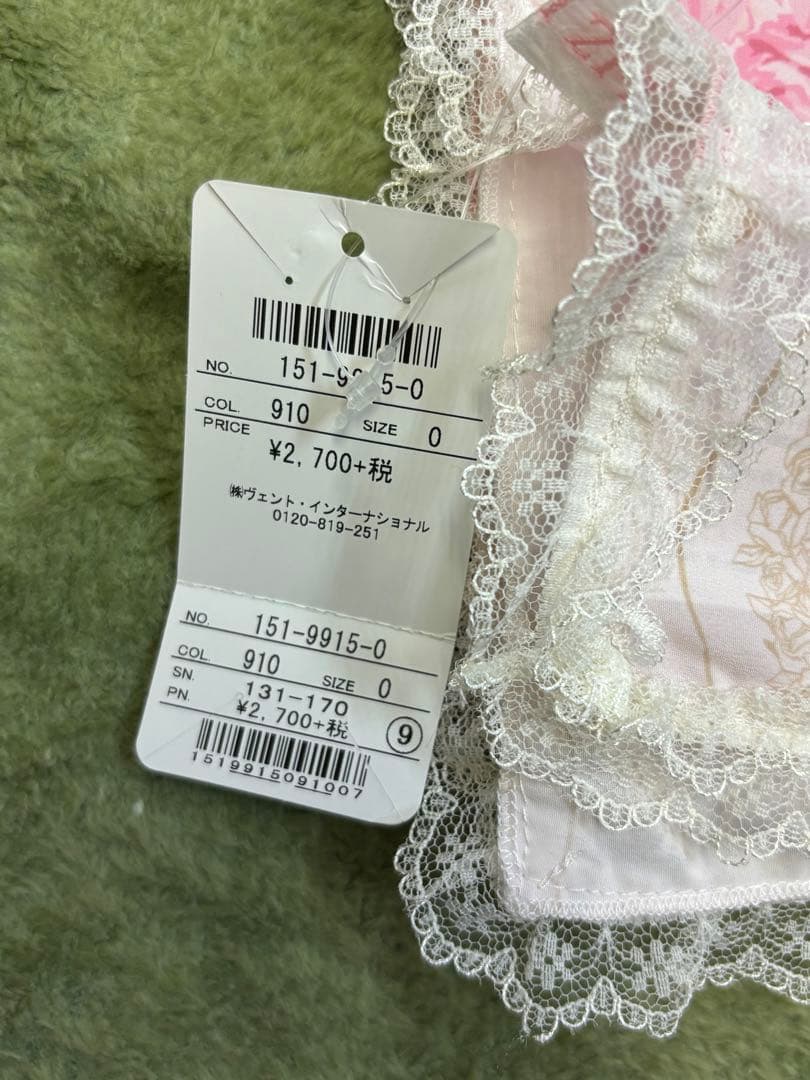 NO. 151-9915-0
COL. 910 SIZE 0
PRICE
¥2,700+税
㈱ヴェント・インターナショナル
0120-819-251
NO. 151-9915-0
COL. 910 SIZE 0
SN. 131-170
PN. ¥2,700+税 ⑨
1519915091007